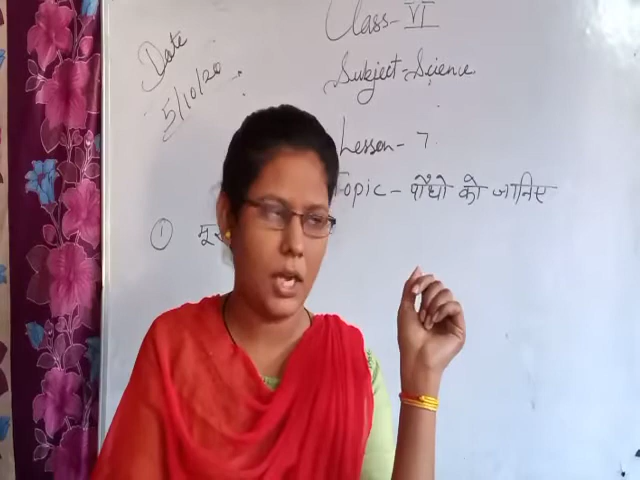 Date
5/10/20
Class - VI
Subject - Science
Lesson - 7
Topic - पौधो को जानिए
①